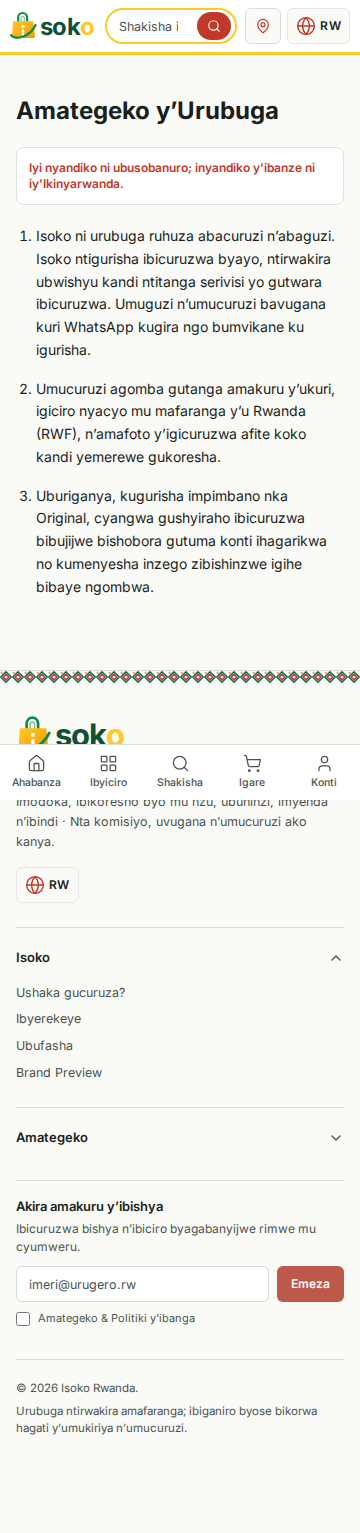 soko
Shakisha i
RW
Amategeko y’Urubuga
Iyi nyandiko ni ubusobanuro; inyandiko y'ibanze ni
iy'Ikinyarwanda.
1. Isoko ni urubuga ruhuza abacuruzi n’abaguzi.
Isoko ntigurisha ibicuruzwa byayo, ntirwakira
ubwishyu kandi ntitanga serivisi yo gutwara
ibicuruzwa. Umuguzi n’umucuruzi bavugana
kuri WhatsApp kugira ngo bumvikane ku
igurisha.
2. Umucuruzi agomba gutanga amakuru y’ukuri,
igiciro nyacyo mu mafaranga y’u Rwanda
(RWF), n’amafoto y’igicuruzwa afite koko
kandi yemerewe gukoresha.
3. Uburiganya, kugurisha impimbano nka
Original, cyangwa gushyiraho ibicuruzwa
bibujijwe bishobora gutuma konti ihagarikwa
no kumenyesha inzego zibishinzwe igihe
bibaye ngombwa.
soko
Ahabanza
Ibyiciro
Shakisha
Igare
Konti
imodoka, ibikoresho byo mu nzu, ubuhinzi, imyenda
n’ibindi · Nta komisiyo, uvugana n’umucuruzi ako
kanya.
RW
Isoko
Ushaka gucuruza?
Ibyerekeye
Ubufasha
Brand Preview
Amategeko
Akira amakuru y’ibishya
Ibicuruzwa bishya n’ibiciro byagabanyijwe rimwe mu
cyumweru.
imeri@urugero.rw
Emeza
Amategeko & Politiki y'ibanga
© 2026 Isoko Rwanda.
Urubuga ntirwakira amafaranga; ibiganiro byose bikorwa
hagati y’umukiriya n’umucuruzi.